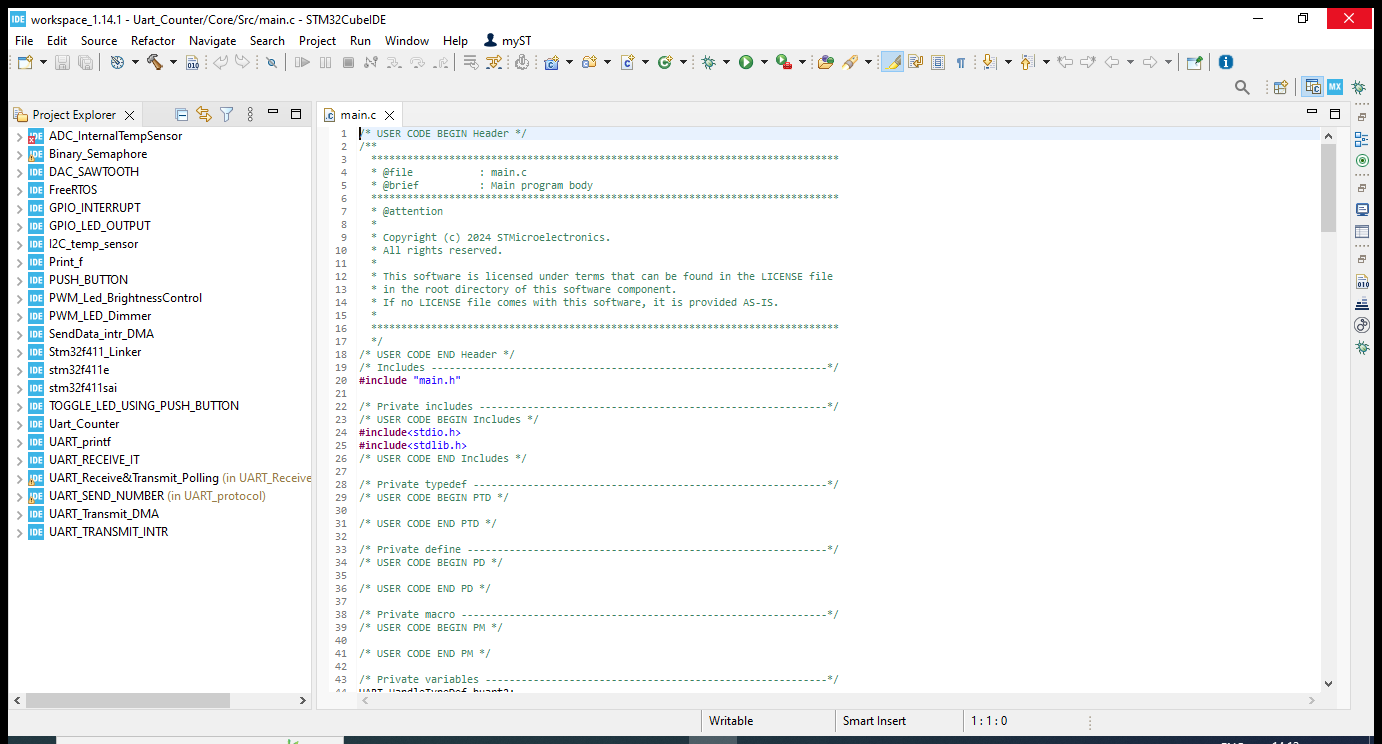 IDE workspace_1.14.1 - Uart_Counter/Core/Src/main.c - STM32CubeIDE
File Edit Source Refactor Navigate Search Project Run Window Help myST
MX
Project Explorer
ADC_InternalTempSensor
Binary_Semaphore
DAC_SAWTOOTH
FreeRTOS
GPIO_INTERRUPT
GPIO_LED_OUTPUT
I2C_temp_sensor
Print_f
PUSH_BUTTON
PWM_Led_BrightnessControl
PWM_LED_Dimmer
SendData_intr_DMA
Stm32f411_Linker
stm32f411e
stm32f411sai
TOGGLE_LED_USING_PUSH_BUTTON
Uart_Counter
UART_printf
UART_RECEIVE_IT
UART_Receive&Transmit_Polling (in UART_Receive
UART_SEND_NUMBER (in UART_protocol)
UART_Transmit_DMA
UART_TRANSMIT_INTR
main.c
1 /* USER CODE BEGIN Header */
2 /**
3 ******************************************************************************
4 * @file : main.c
5 * @brief : Main program body
6 ******************************************************************************
7 * @attention
8 *
9 * Copyright (c) 2024 STMicroelectronics.
10 * All rights reserved.
11 *
12 * This software is licensed under terms that can be found in the LICENSE file
13 * in the root directory of this software component.
14 * If no LICENSE file comes with this software, it is provided AS-IS.
15 *
16 ******************************************************************************
17 */
18 /* USER CODE END Header */
19 /* Includes ------------------------------------------------------------------*/
20 #include "main.h"
21
22 /* Private includes ----------------------------------------------------------*/
23 /* USER CODE BEGIN Includes */
24 #include<stdio.h>
25 #include<stdlib.h>
26 /* USER CODE END Includes */
27
28 /* Private typedef -----------------------------------------------------------*/
29 /* USER CODE BEGIN PTD */
30
31 /* USER CODE END PTD */
32
33 /* Private define ------------------------------------------------------------*/
34 /* USER CODE BEGIN PD */
35
36 /* USER CODE END PD */
37
38 /* Private macro -------------------------------------------------------------*/
39 /* USER CODE BEGIN PM */
40
41 /* USER CODE END PM */
42
43 /* Private variables ---------------------------------------------------------*/
44 UART_HandleTypeDef huart2;
Writable Smart Insert 1 : 1 : 0